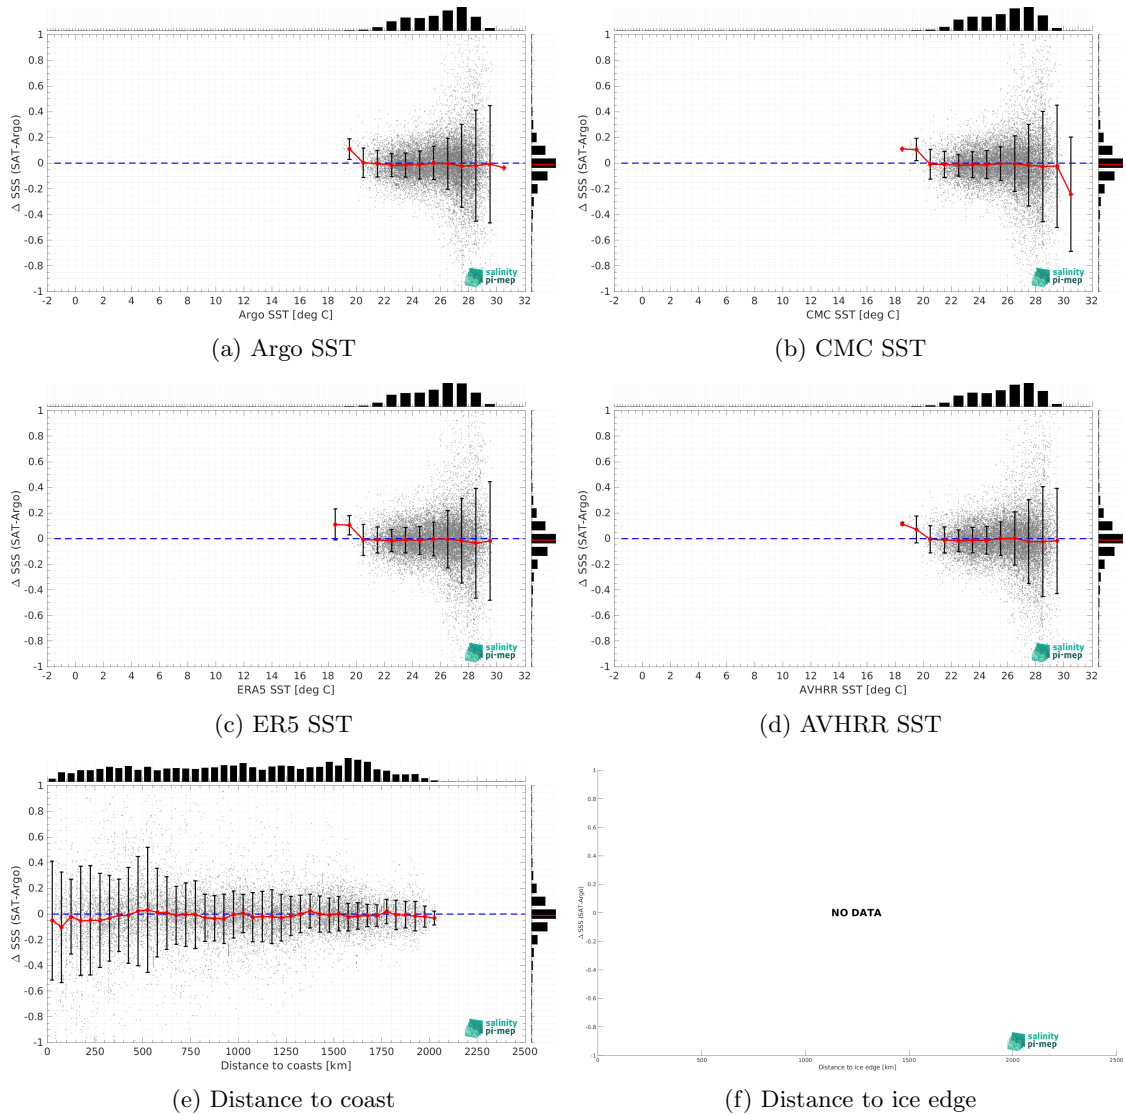 1
0.8
0.6
0.4
0.2
0
-0.2
-0.4
-0.6
-0.8
-1
Δ SSS (SAT-Argo)
-2 0 2 4 6 8 10 12 14 16 18 20 22 24 26 28 30 32
Argo SST [deg C]
salinity
pi-mep
(a) Argo SST
1
0.8
0.6
0.4
0.2
0
-0.2
-0.4
-0.6
-0.8
-1
Δ SSS (SAT-Argo)
-2 0 2 4 6 8 10 12 14 16 18 20 22 24 26 28 30 32
CMC SST [deg C]
salinity
pi-mep
(b) CMC SST
1
0.8
0.6
0.4
0.2
0
-0.2
-0.4
-0.6
-0.8
-1
Δ SSS (SAT-Argo)
-2 0 2 4 6 8 10 12 14 16 18 20 22 24 26 28 30 32
ERA5 SST [deg C]
salinity
pi-mep
(c) ER5 SST
1
0.8
0.6
0.4
0.2
0
-0.2
-0.4
-0.6
-0.8
-1
Δ SSS (SAT-Argo)
-2 0 2 4 6 8 10 12 14 16 18 20 22 24 26 28 30 32
AVHRR SST [deg C]
salinity
pi-mep
(d) AVHRR SST
1
0.8
0.6
0.4
0.2
0
-0.2
-0.4
-0.6
-0.8
-1
Δ SSS (SAT-Argo)
0 250 500 750 1000 1250 1500 1750 2000 2250 2500
Distance to coasts [km]
salinity
pi-mep
(e) Distance to coast
1
0.8
0.6
0.4
0.2
0
-0.2
-0.4
-0.6
-0.8
-1
Δ SSS (SAT-Argo)
NO DATA
0 500 1000 1500 2000 2500
Distance to ice edge [km]
salinity
pi-mep
(f) Distance to ice edge